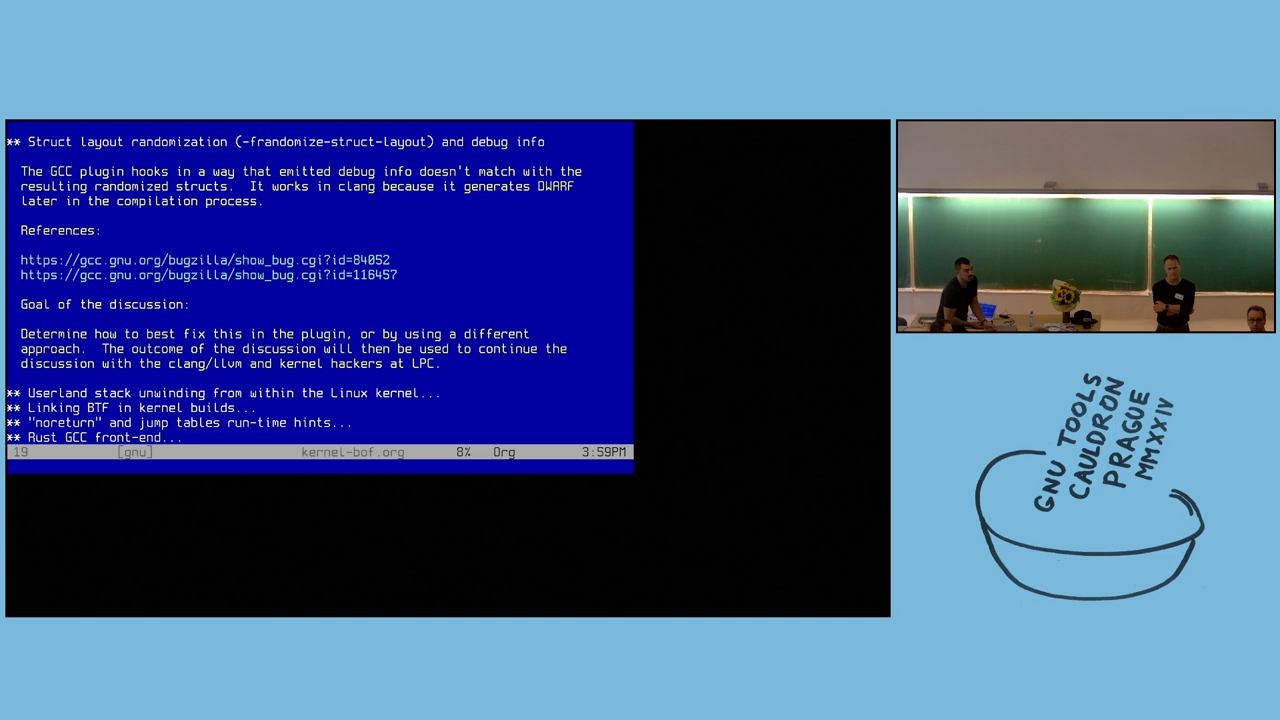 ** Struct layout randomization (-frandomize-struct-layout) and debug info
The GCC plugin hooks in a way that emitted debug info doesn't match with the
resulting randomized structs.  It works in clang because it generates DWARF
later in the compilation process.
References:
https://gcc.gnu.org/bugzilla/show_bug.cgi?id=84052
https://gcc.gnu.org/bugzilla/show_bug.cgi?id=116457
Goal of the discussion:
Determine how to best fix this in the plugin, or by using a different
approach.  The outcome of the discussion will then be used to continue the
discussion with the clang/llvm and kernel hackers at LPC.
** Userland stack unwinding from within the Linux kernel...
** Linking BTF in kernel builds...
** "noreturn" and jump tables run-time hints...
** Rust GCC front-end...
19 [gnu] kernel-bof.org 8% Org 3:59PM
GNU TOOLS
CAULDRON
PRAGUE
MMXXIV